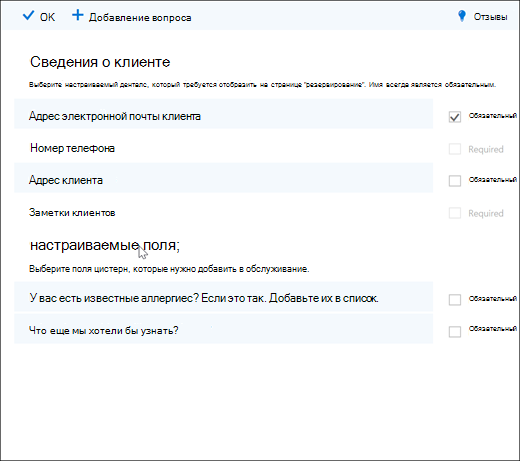 OK Добавление вопроса Отзывы
Сведения о клиенте
Выберите настраиваемый денталс, который требуется отобразить на странице "резервирование". Имя всегда является обязательным.
Адрес электронной почты клиента Обязательный
Номер телефона Required
Адрес клиента Обязательный
Заметки клиентов Required
настраиваемые поля;
Выберите поля цистерн, которые нужно добавить в обслуживание.
У вас есть известные аллергиес? Если это так. Добавьте их в список. Обязательный
Что еще мы хотели бы узнать? Обязательный